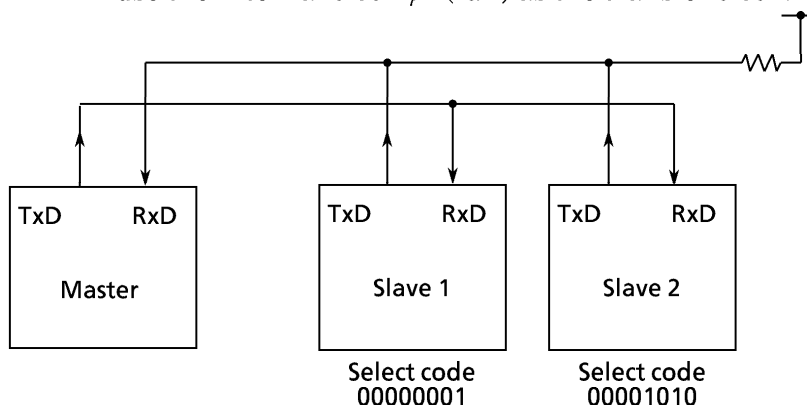 TxD RxD
Master
TxD RxD
Slave 1
TxD RxD
Slave 2
Select code
00000001
Select code
00001010